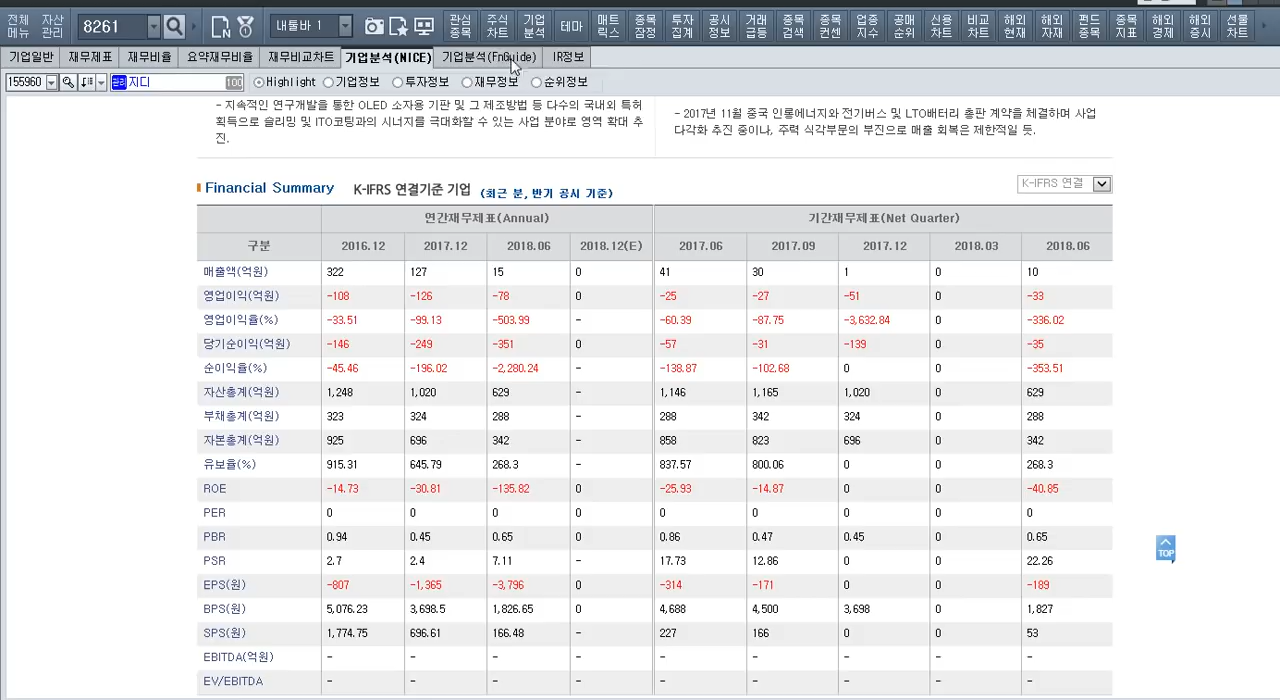 전체 메뉴 자산 관리 8261 내툴바 1 관심 종목 주식 차트 기업 분석 테마 매트 릭스 종목 잠정 투자 집계 공시 정보 거래 급등 종목 검색 종목 컨센 업종 지수 공매 순위 신용 차트 비교 차트 해외 현재 해외 자재 펀드 종목 종목 지표 해외 경제 해외 증시 선물 차트
기업일반 재무제표 재무비율 요약재무비율 재무비교차트 기업분석(NICE) 기업분석(FnGuide) IR정보
155960 관리 지디 100 Highlight 기업정보 투자정보 재무정보 순위정보
- 지속적인 연구개발을 통한 OLED 소자용 기판 및 그 제조방법 등 다수의 국내외 특허
획득으로 슬리밍 및 ITO코팅과의 시너지를 극대화할 수 있는 사업 분야로 영역 확대 추
진.
- 2017년 11월 중국 인롱에너지와 전기버스 및 LTO배터리 총판 계약을 체결하며 사업
다각화 추진 중이나, 주력 식각부문의 부진으로 매출 회복은 제한적일 듯.
Financial Summary K-IFRS 연결기준 기업 (최근 분, 반기 공시 기준) K-IFRS 연결
연간재무제표(Annual) 기간재무제표(Net Quarter)
구분 2016.12 2017.12 2018.06 2018.12(E) 2017.06 2017.09 2017.12 2018.03 2018.06
매출액(억원) 322 127 15 0 41 30 1 0 10
영업이익(억원) -108 -126 -78 0 -25 -27 -51 0 -33
영업이익율(%) -33.51 -99.13 -503.99 - -60.39 -87.75 -3,632.84 0 -336.02
당기순이익(억원) -146 -249 -351 0 -57 -31 -139 0 -35
순이익율(%) -45.46 -196.02 -2,280.24 - -138.87 -102.68 0 0 -353.51
자산총계(억원) 1,248 1,020 629 - 1,146 1,165 1,020 0 629
부채총계(억원) 323 324 288 - 288 342 324 0 288
자본총계(억원) 925 696 342 - 858 823 696 0 342
유보율(%) 915.31 645.79 268.3 - 837.57 800.06 0 0 268.3
ROE -14.73 -30.81 -135.82 0 -25.93 -14.87 0 0 -40.85
PER 0 0 0 0 0 0 0 0 0
PBR 0.94 0.45 0.65 0 0.86 0.47 0.45 0 0.65
PSR 2.7 2.4 7.11 - 17.73 12.86 0 0 22.26
EPS(원) -807 -1,365 -3,796 0 -314 -171 0 0 -189
BPS(원) 5,076.23 3,698.5 1,826.65 0 4,688 4,500 3,698 0 1,827
SPS(원) 1,774.75 696.61 166.48 - 227 166 0 0 53
EBITDA(억원) - - - - - - - - -
EV/EBITDA - - - - - - - - -
TOP